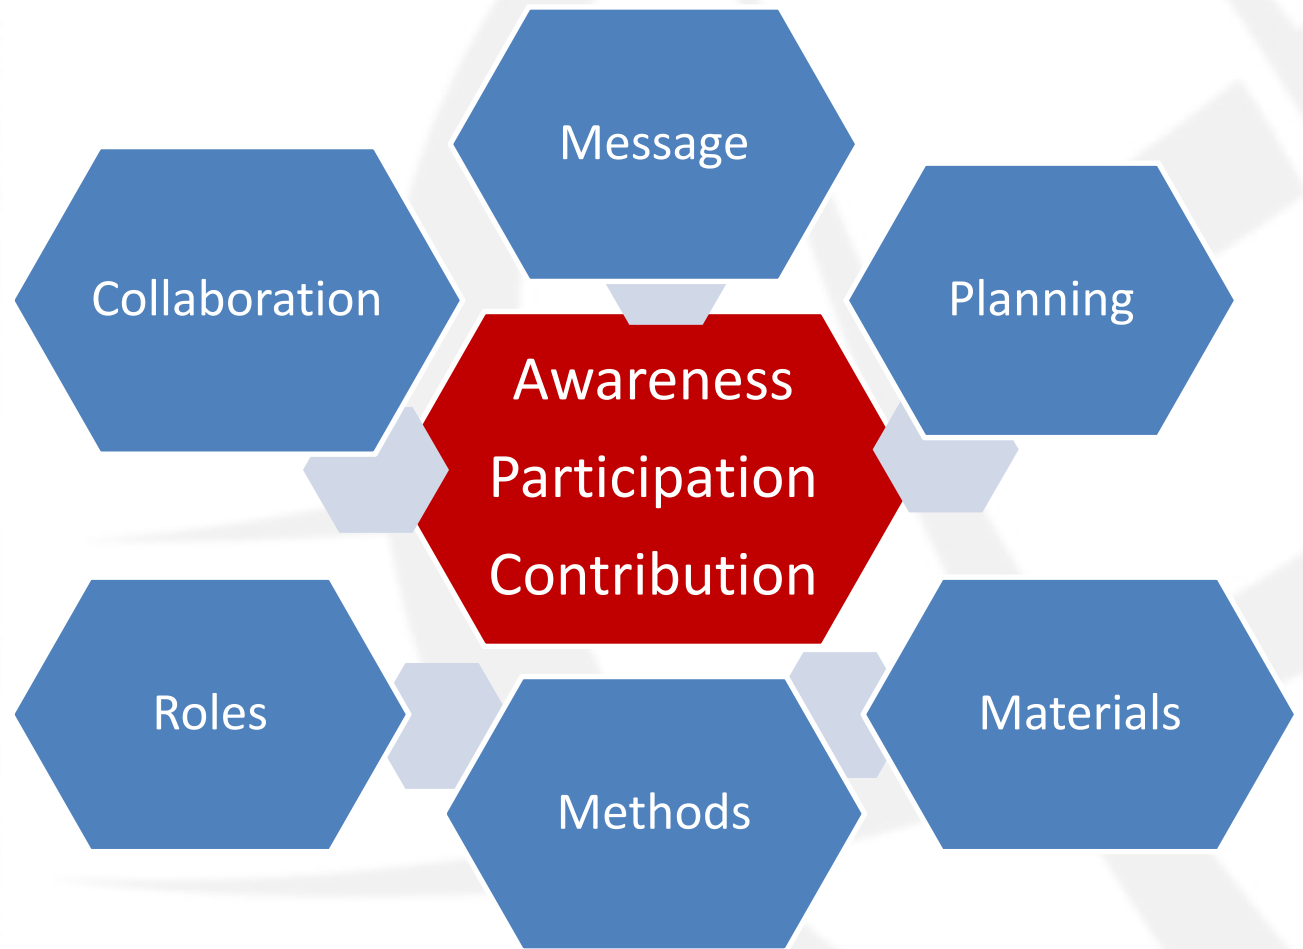 Message
Collaboration
Planning
Awareness
Participation
Contribution
Roles
Materials
Methods